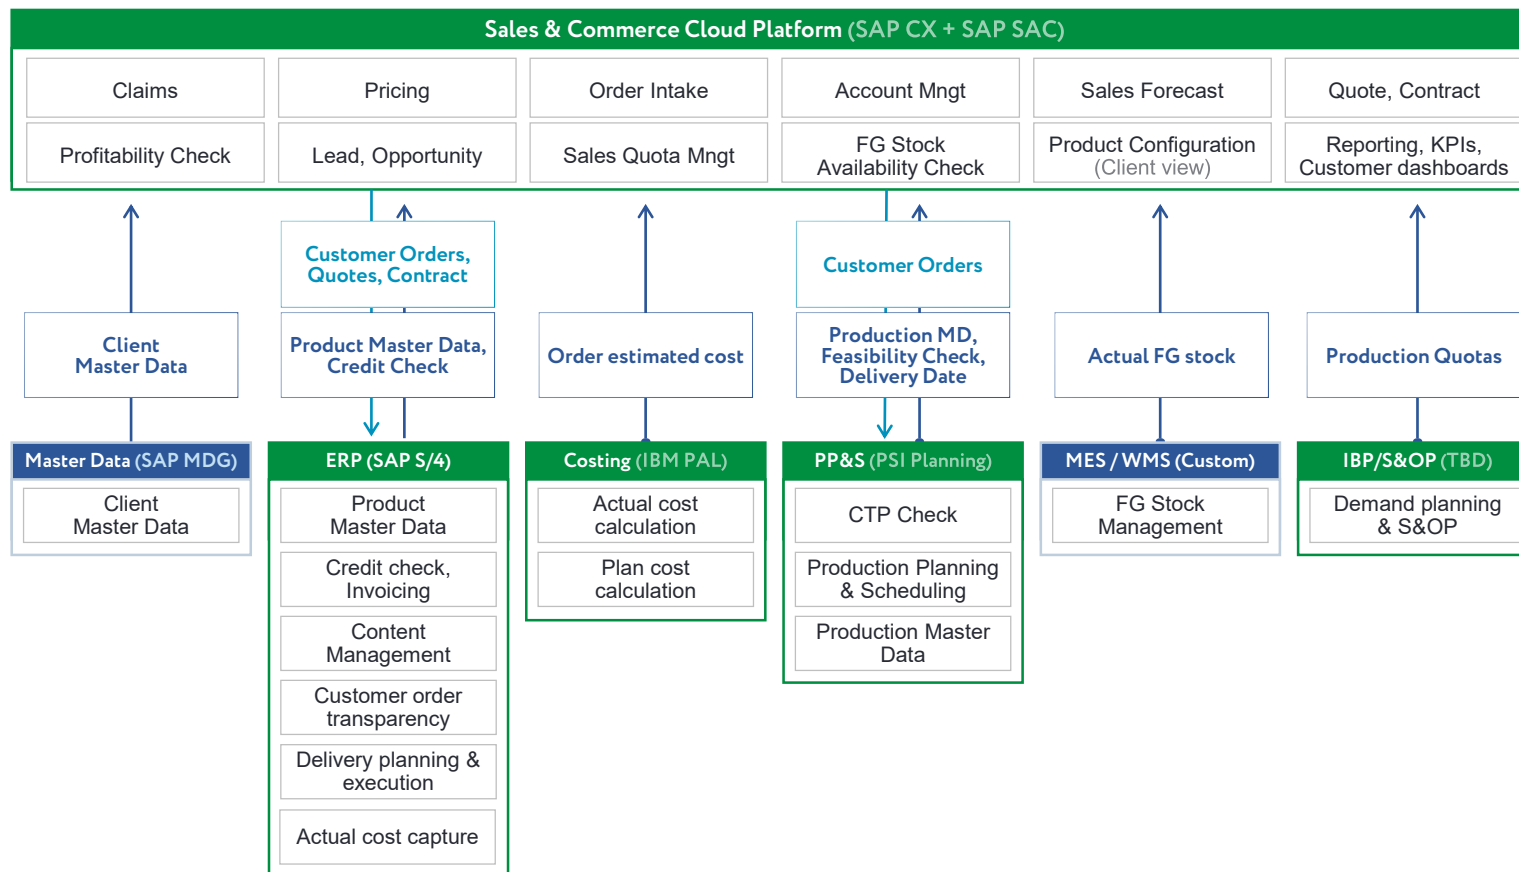 Sales & Commerce Cloud Platform (SAP CX + SAP SAC)
Claims
Pricing
Order Intake
Account Mngt
Sales Forecast
Quote, Contract
Profitability Check
Lead, Opportunity
Sales Quota Mngt
FG Stock
Availability Check
Product Configuration
(Client view)
Reporting, KPIs,
Customer dashboards
Customer Orders,
Quotes, Contract
Customer Orders
Client
Master Data
Product Master Data,
Credit Check
Order estimated cost
Production MD,
Feasibility Check,
Delivery Date
Actual FG stock
Production Quotas
Master Data (SAP MDG)
Client
Master Data
ERP (SAP S/4)
Product
Master Data
Credit check,
Invoicing
Content
Management
Customer order
transparency
Delivery planning &
execution
Actual cost capture
Costing (IBM PAL)
Actual cost
calculation
Plan cost
calculation
PP&S (PSI Planning)
CTP Check
Production Planning
& Scheduling
Production Master
Data
MES / WMS (Custom)
FG Stock
Management
IBP/S&OP (TBD)
Demand planning
& S&OP